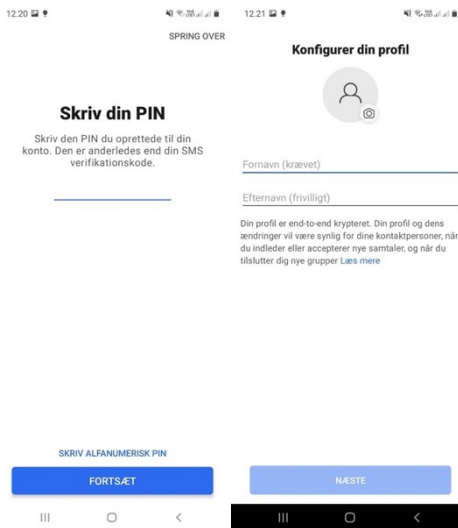 12.20
SPRING OVER
Skriv din PIN
Skriv den PIN du oprettede til din
konto. Den er anderledes end din SMS
verifikationskode.
SKRIV ALFANUMERISK PIN
FORTSÆT
12.21
Konfigurer din profil
Fornavn (krævet)
Efternavn (frivilligt)
Din profil er end-to-end krypteret. Din profil og dens
ændringer vil være synlig for dine kontaktpersoner, når
du indleder eller accepterer nye samtaler, og når du
tilslutter dig nye grupper Læs mere
NÆSTE